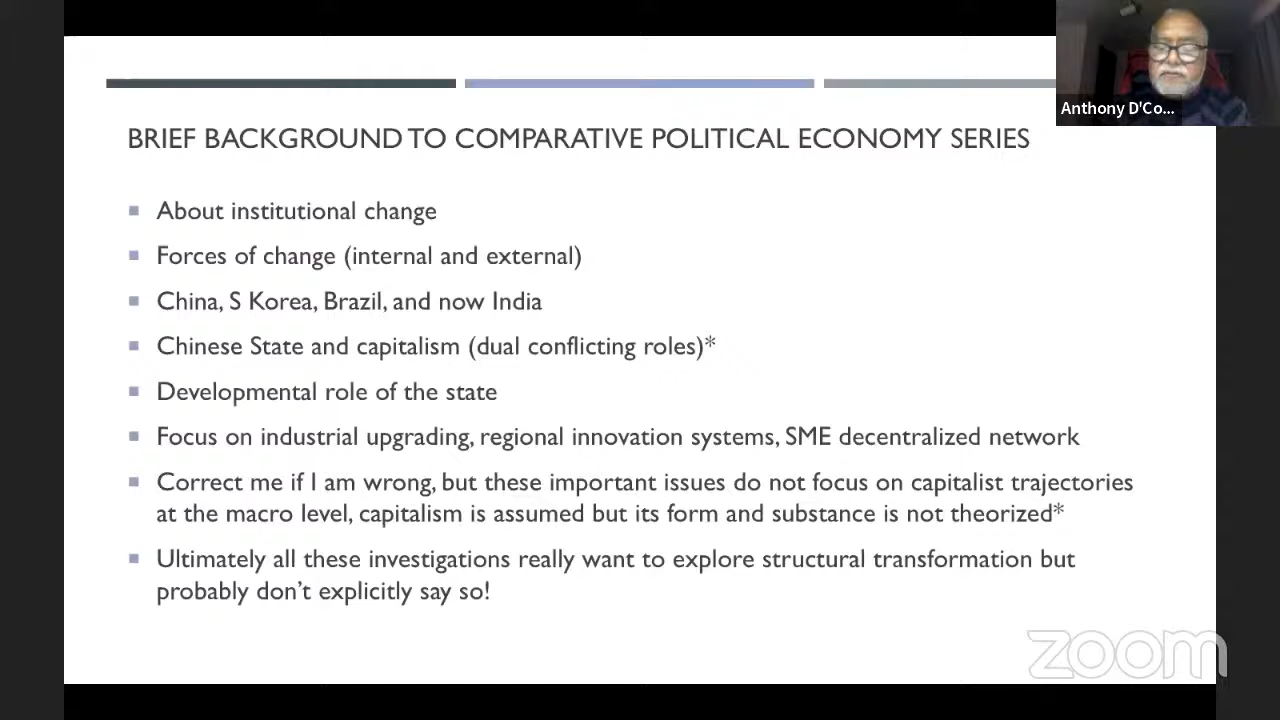 Anthony D'Co...
BRIEF BACKGROUND TO COMPARATIVE POLITICAL ECONOMY SERIES
About institutional change
Forces of change (internal and external)
China, S Korea, Brazil, and now India
Chinese State and capitalism (dual conflicting roles)*
Developmental role of the state
Focus on industrial upgrading, regional innovation systems, SME decentralized network
Correct me if I am wrong, but these important issues do not focus on capitalist trajectories
at the macro level, capitalism is assumed but its form and substance is not theorized*
Ultimately all these investigations really want to explore structural transformation but
probably don't explicitly say so!
zoom